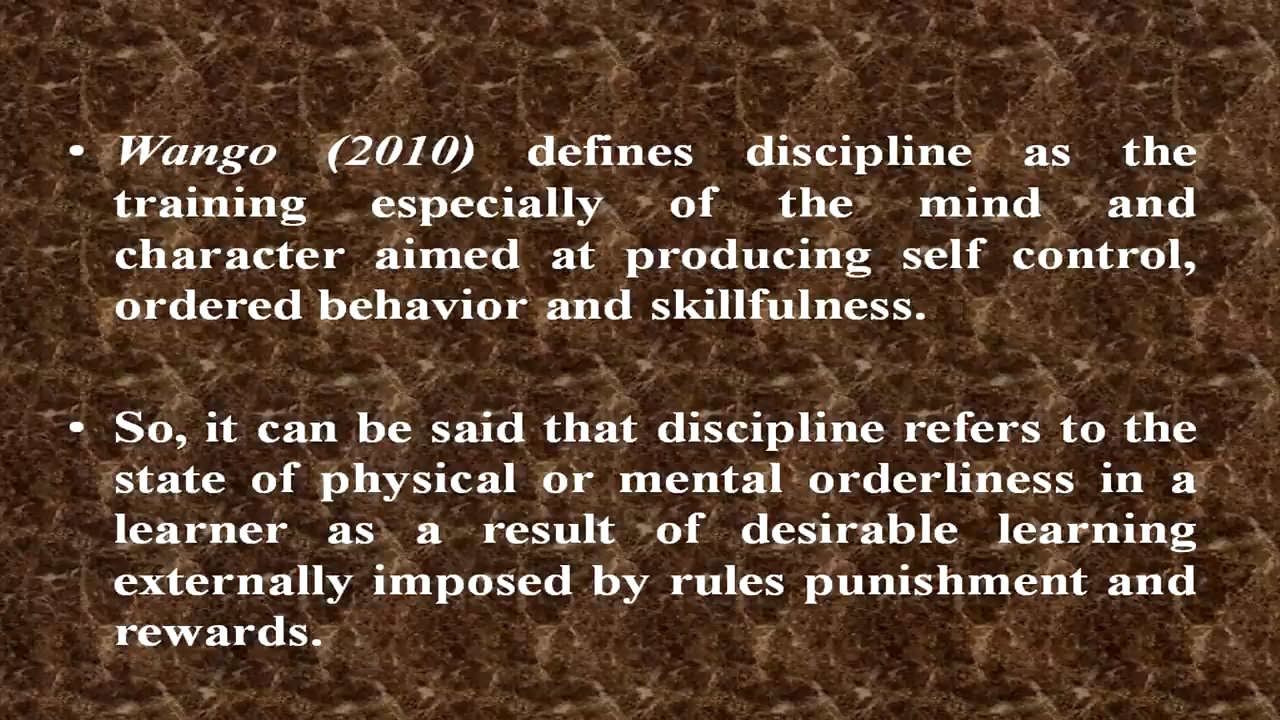 • Wango (2010) defines discipline as the
training especially of the mind and
character aimed at producing self control,
ordered behavior and skillfulness.
• So, it can be said that discipline refers to the
state of physical or mental orderliness in a
learner as a result of desirable learning
externally imposed by rules punishment and
rewards.